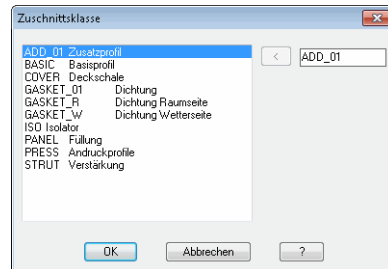 Zuschnittsklasse
ADD_01 Zusatzprofil
BASIC Basisprofil
COVER Deckschale
GASKET_01 Dichtung
GASKET_R Dichtung Raumseite
GASKET_W Dichtung Wetterseite
ISO Isolator
PANEL Füllung
PRESS Andruckprofile
STRUT Verstärkung
< ADD_01
OK Abbrechen ?